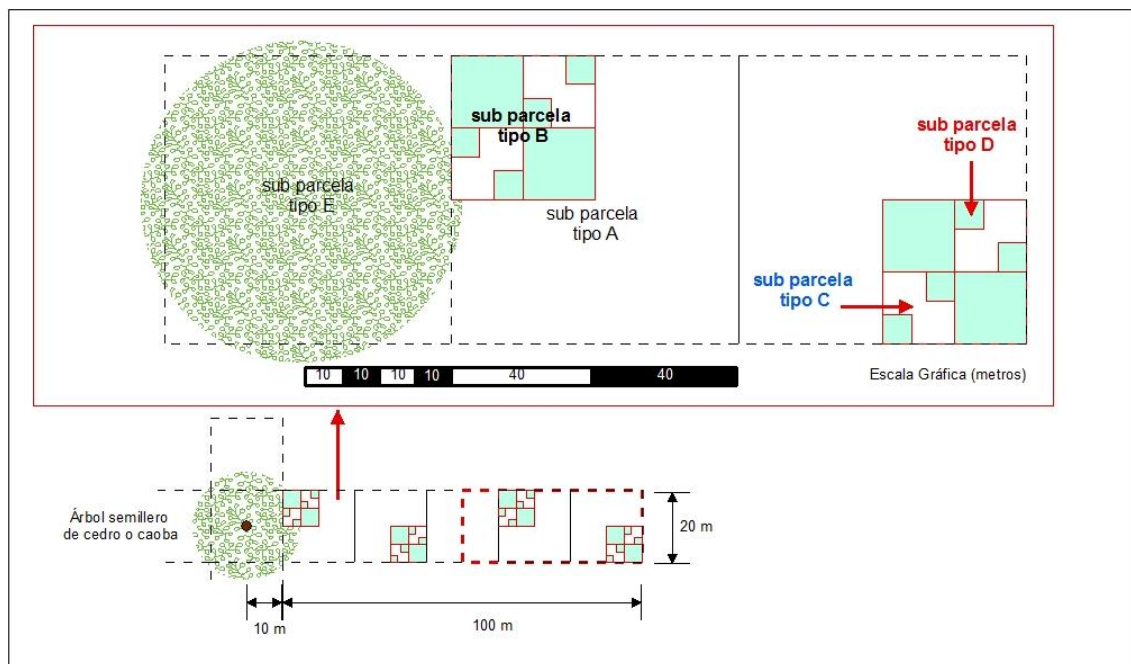 sub parcela
tipo B
sub parcela
tipo D
sub parcela
tipo E
sub parcela
tipo A
sub parcela
tipo C
10 10 10 10 40 40
Escala Gráfica (metros)
Árbol semillero
de cedro o caoba
20 m
10 m
100 m